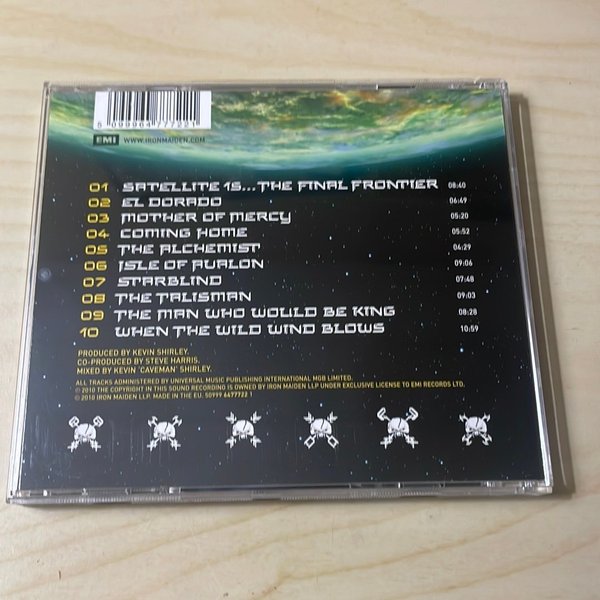 5 099964 777221
EMI WWW.IRONMAIDEN.COM
01 SATELLITE 15...THE FINAL FRONTIER 08:40
02 EL DORADO 06:49
03 MOTHER OF MERCY 05:20
04 COMING HOME 05:52
05 THE ALCHEMIST 04:29
06 ISLE OF AVALON 09:06
07 STARBLIND 07:48
08 THE TALISMAN 09:03
09 THE MAN WHO WOULD BE KING 08:28
10 WHEN THE WILD WIND BLOWS 10:59
PRODUCED BY KEVIN SHIRLEY.
CO-PRODUCED BY STEVE HARRIS.
MIXED BY KEVIN 'CAVEMAN' SHIRLEY.
ALL TRACKS ADMINISTERED BY UNIVERSAL MUSIC PUBLISHING INTERNATIONAL MGB LIMITED.
© 2010 THE COPYRIGHT IN THIS SOUND RECORDING IS OWNED BY IRON MAIDEN LLP UNDER EXCLUSIVE LICENSE TO EMI RECORDS LTD.
© 2010 IRON MAIDEN LLP. MADE IN THE EU. 50999 6477722 1